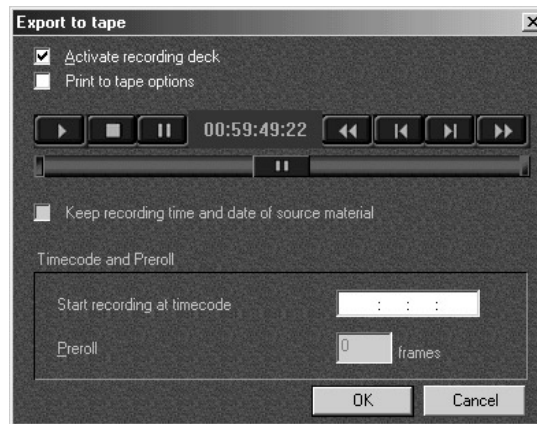 Export to tape
Activate recording deck
Print to tape options
00:59:49:22
Keep recording time and date of source material
Timecode and Preroll
Start recording at timecode : : :
Preroll 0 frames
OK Cancel